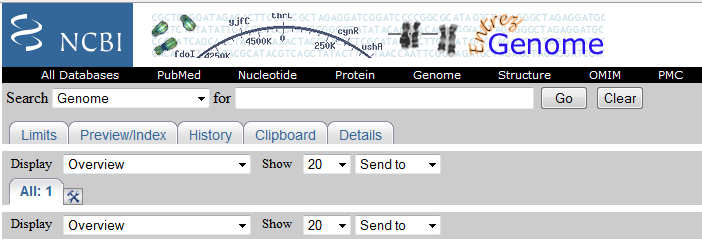 NCBI
yjfC thrL cynR
4500K 0 250K
fdoI 4250K ushA
Entrez Genome
All Databases PubMed Nucleotide Protein Genome Structure OMIM PMC
Search Genome for Go Clear
Limits Preview/Index History Clipboard Details
Display Overview Show 20 Send to
All: 1
Display Overview Show 20 Send to